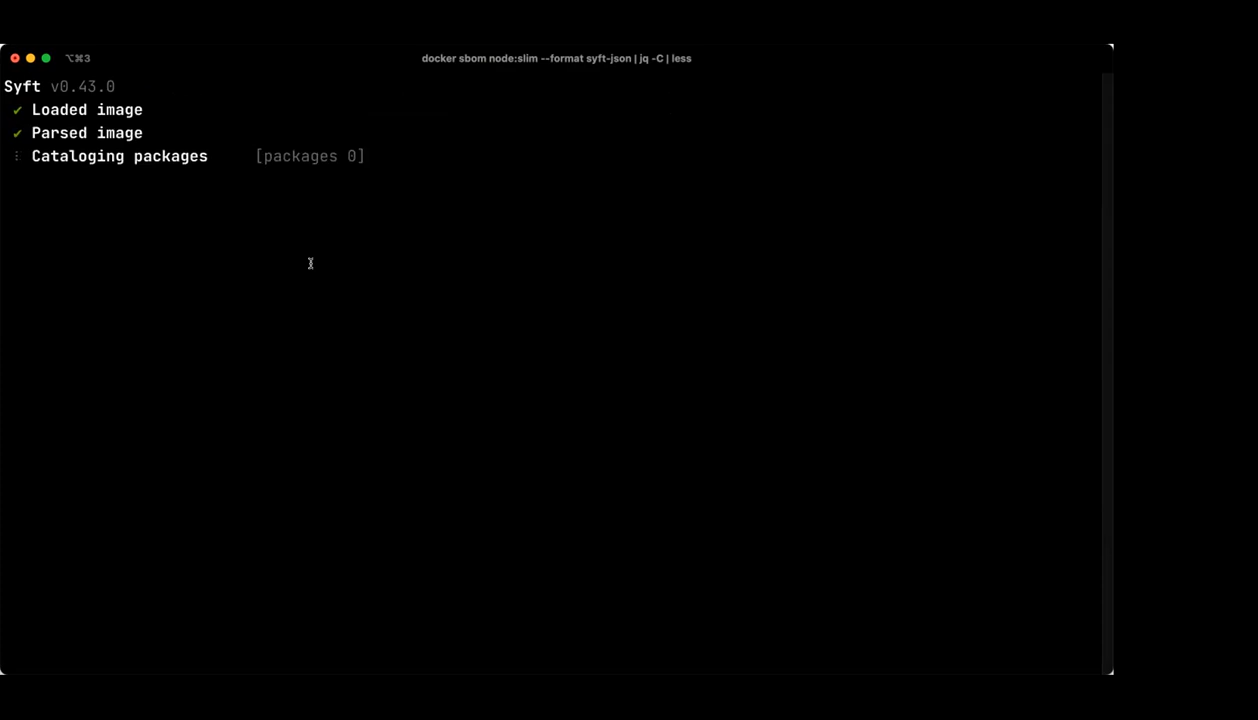 ⌥⌘3
docker sbom node:slim --format syft-json | jq -C | less
Syft v0.43.0
✔ Loaded image
✔ Parsed image
⋮ Cataloging packages [packages 0]